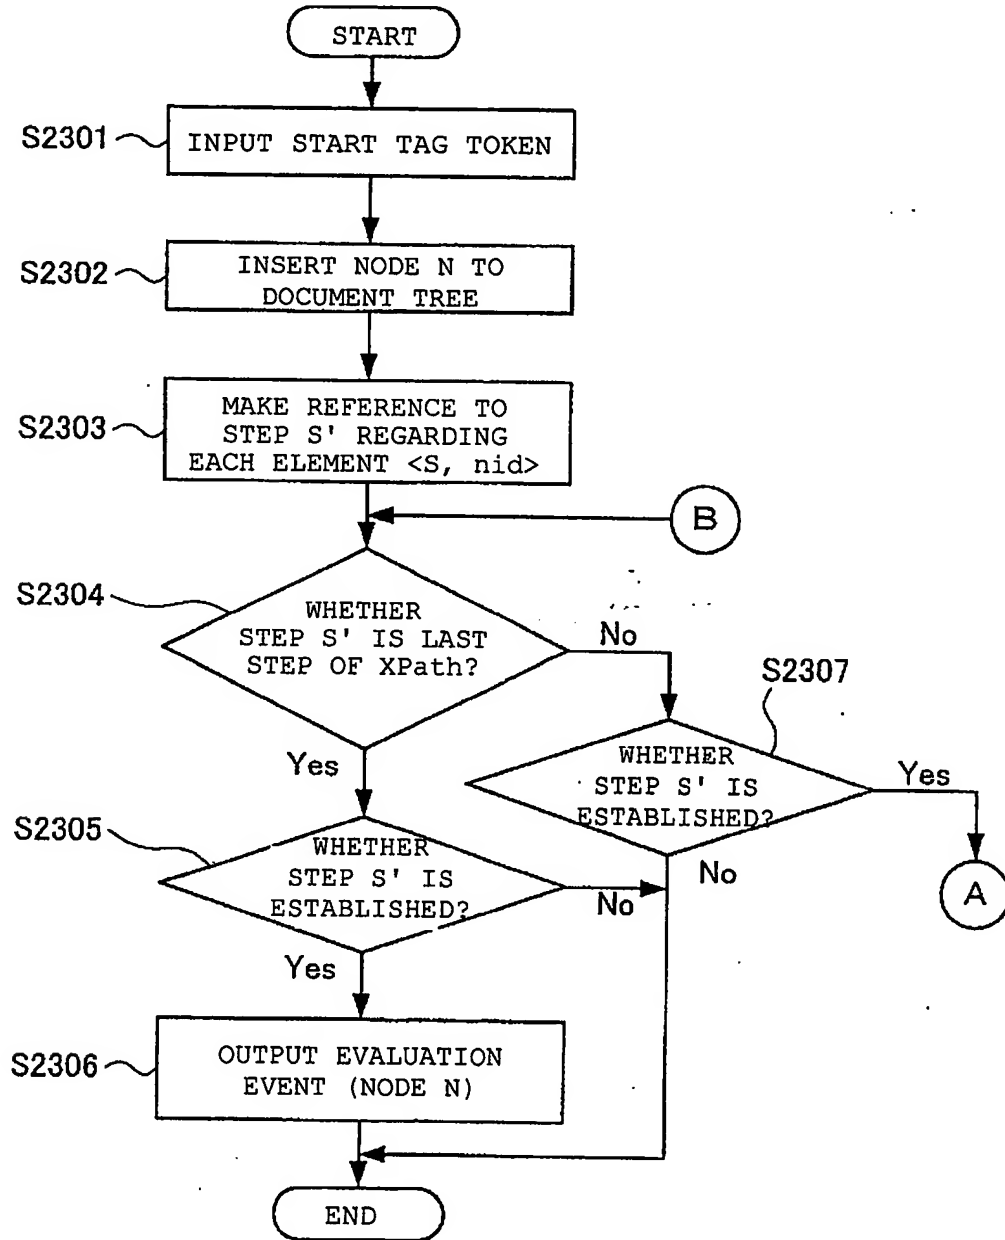 START
S2301
INPUT START TAG TOKEN
S2302
INSERT NODE N TO
DOCUMENT TREE
S2303
MAKE REFERENCE TO
STEP S' REGARDING
EACH ELEMENT <S, nid>
B
S2304
WHETHER
STEP S' IS LAST
STEP OF XPath?
No
S2307
Yes
WHETHER
STEP S' IS
ESTABLISHED?
Yes
No
A
S2305
WHETHER
STEP S' IS
ESTABLISHED?
No
Yes
S2306
OUTPUT EVALUATION
EVENT (NODE N)
END